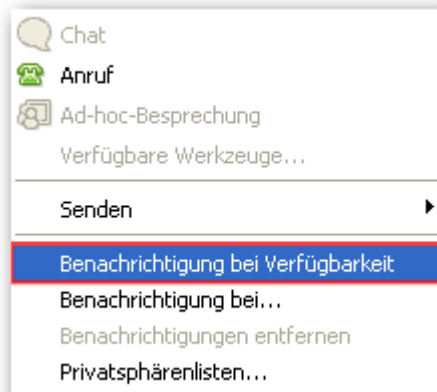 Chat
Anruf
Ad-hoc-Besprechung
Verfügbare Werkzeuge...
Senden
Benachrichtigung bei Verfügbarkeit
Benachrichtigung bei...
Benachrichtigungen entfernen
Privatsphärenlisten...